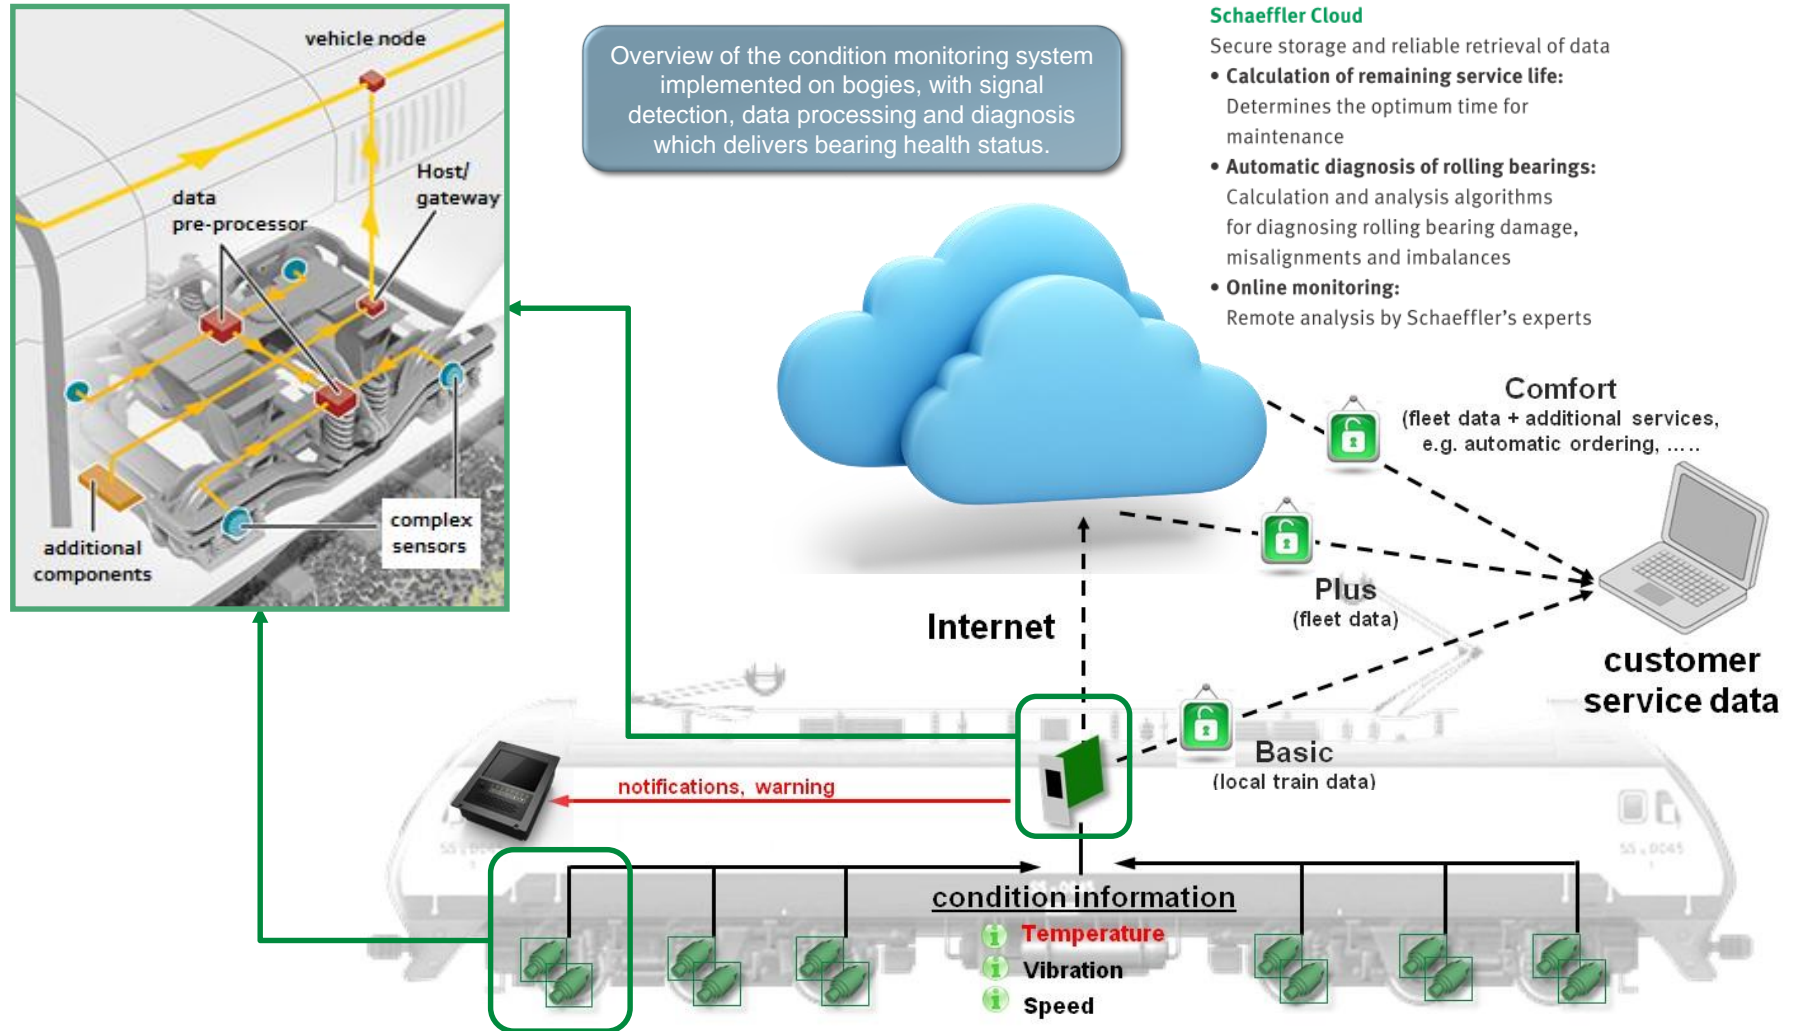 vehicle node
Host/
gateway
data
pre-processor
complex
sensors
additional
components
Overview of the condition monitoring system
implemented on bogies, with signal
detection, data processing and diagnosis
which delivers bearing health status.
Schaeffler Cloud
Secure storage and reliable retrieval of data
• Calculation of remaining service life:
Determines the optimum time for
maintenance
• Automatic diagnosis of rolling bearings:
Calculation and analysis algorithms
for diagnosing rolling bearing damage,
misalignments and imbalances
• Online monitoring:
Remote analysis by Schaeffler's experts
Comfort
(fleet data + additional services,
e.g. automatic ordering, .....
Plus
(fleet data)
Internet
customer
service data
Basic
(local train data)
notifications, warning
condition information
i Temperature
i Vibration
i Speed